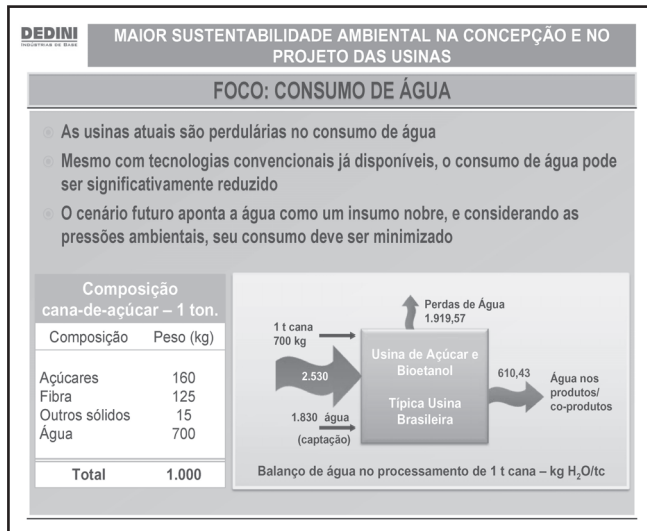 DEDINI
INDÚSTRIAS DE BASE
MAIOR SUSTENTABILIDADE AMBIENTAL NA CONCEPÇÃO E NO
PROJETO DAS USINAS
FOCO: CONSUMO DE ÁGUA
As usinas atuais são perdulárias no consumo de água
Mesmo com tecnologias convencionais já disponíveis, o consumo de água pode
ser significativamente reduzido
O cenário futuro aponta a água como um insumo nobre, e considerando as
pressões ambientais, seu consumo deve ser minimizado
Composição
cana-de-açúcar – 1 ton.
Composição Peso (kg)
Açúcares 160
Fibra 125
Outros sólidos 15
Água 700
Total 1.000
Perdas de Água
1.919,57
1 t cana
700 kg
2.530
1.830 água
(captação)
Usina de Açúcar e
Bioetanol
Típica Usina
Brasileira
610,43
Água nos
produtos/
co-produtos
Balanço de água no processamento de 1 t cana – kg H₂O/tc